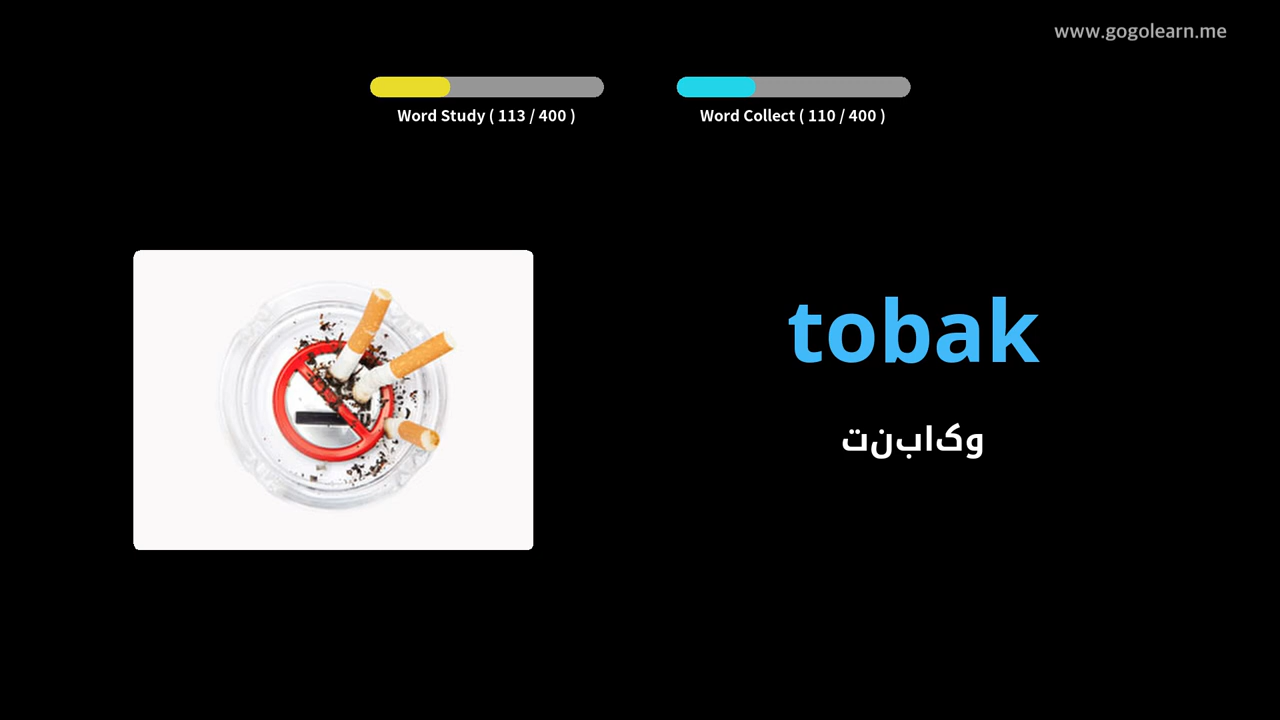 www.gogolearn.me
Word Study ( 113 / 400 )
Word Collect ( 110 / 400 )
tobak
وکابنت